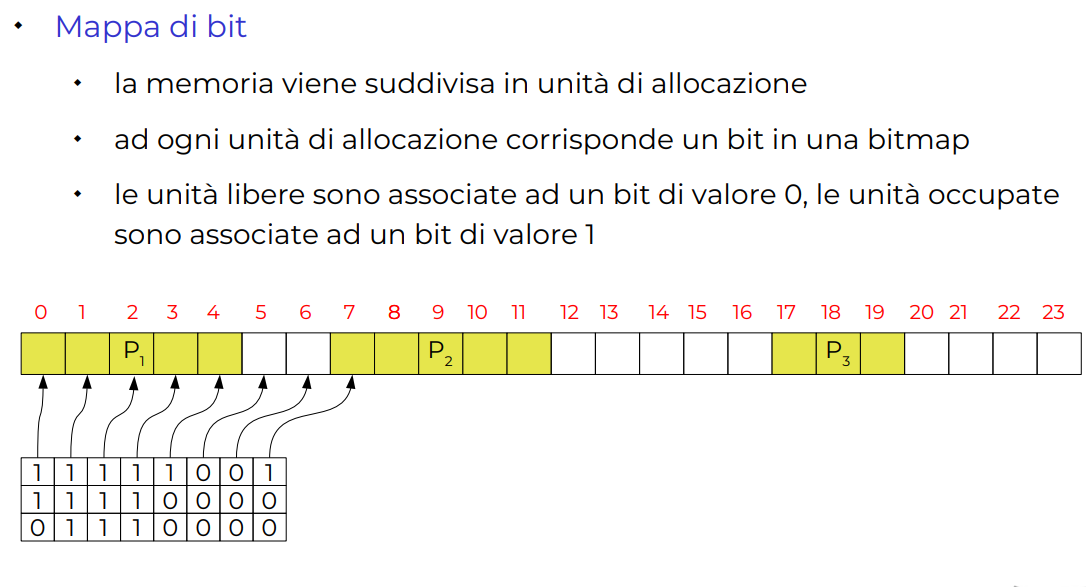 Mappa di bit
la memoria viene suddivisa in unità di allocazione
ad ogni unità di allocazione corrisponde un bit in una bitmap
le unità libere sono associate ad un bit di valore 0, le unità occupate
sono associate ad un bit di valore 1
0 1 2 3 4 5 6 7 8 9 10 11 12 13 14 15 16 17 18 19 20 21 22 23
P1 P2 P3
1 1 1 1 1 0 0 1
1 1 1 1 0 0 0 0
0 1 1 1 0 0 0 0